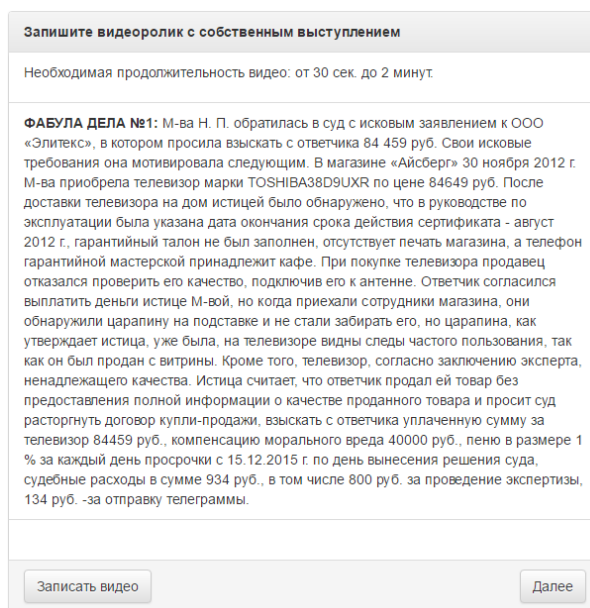 Запишите видеоролик с собственным выступлением
Необходимая продолжительность видео: от 30 сек. до 2 минут.
ФАБУЛА ДЕЛА №1: М-ва Н. П. обратилась в суд с исковым заявлением к ООО
«Элитекс», в котором просила взыскать с ответчика 84 459 руб. Свои исковые
требования она мотивировала следующим. В магазине «Айсберг» 30 ноября 2012 г.
М-ва приобрела телевизор марки TOSHIBA38D9UXR по цене 84649 руб. После
доставки телевизора на дом истицей было обнаружено, что в руководстве по
эксплуатации была указана дата окончания срока действия сертификата - август
2012 г., гарантийный талон не был заполнен, отсутствует печать магазина, а телефон
гарантийной мастерской принадлежит кафе. При покупке телевизора продавец
отказался проверить его качество, подключив его к антенне. Ответчик согласился
выплатить деньги истице М-вой, но когда приехали сотрудники магазина, они
обнаружили царапину на подставке и не стали забирать его, но царапина, как
утверждает истица, уже была, на телевизоре видны следы частого пользования, так
как он был продан с витрины. Кроме того, телевизор, согласно заключению эксперта,
ненадлежащего качества. Истица считает, что ответчик продал ей товар без
предоставления полной информации о качестве проданного товара и просит суд
расторгнуть договор купли-продажи, взыскать с ответчика уплаченную сумму за
телевизор 84459 руб., компенсацию морального вреда 40000 руб., пеню в размере 1
% за каждый день просрочки с 15.12.2015 г. по день вынесения решения суда,
судебные расходы в сумме 934 руб., в том числе 800 руб. за проведение экспертизы,
134 руб. -за отправку телеграммы.
Записать видео
Далее